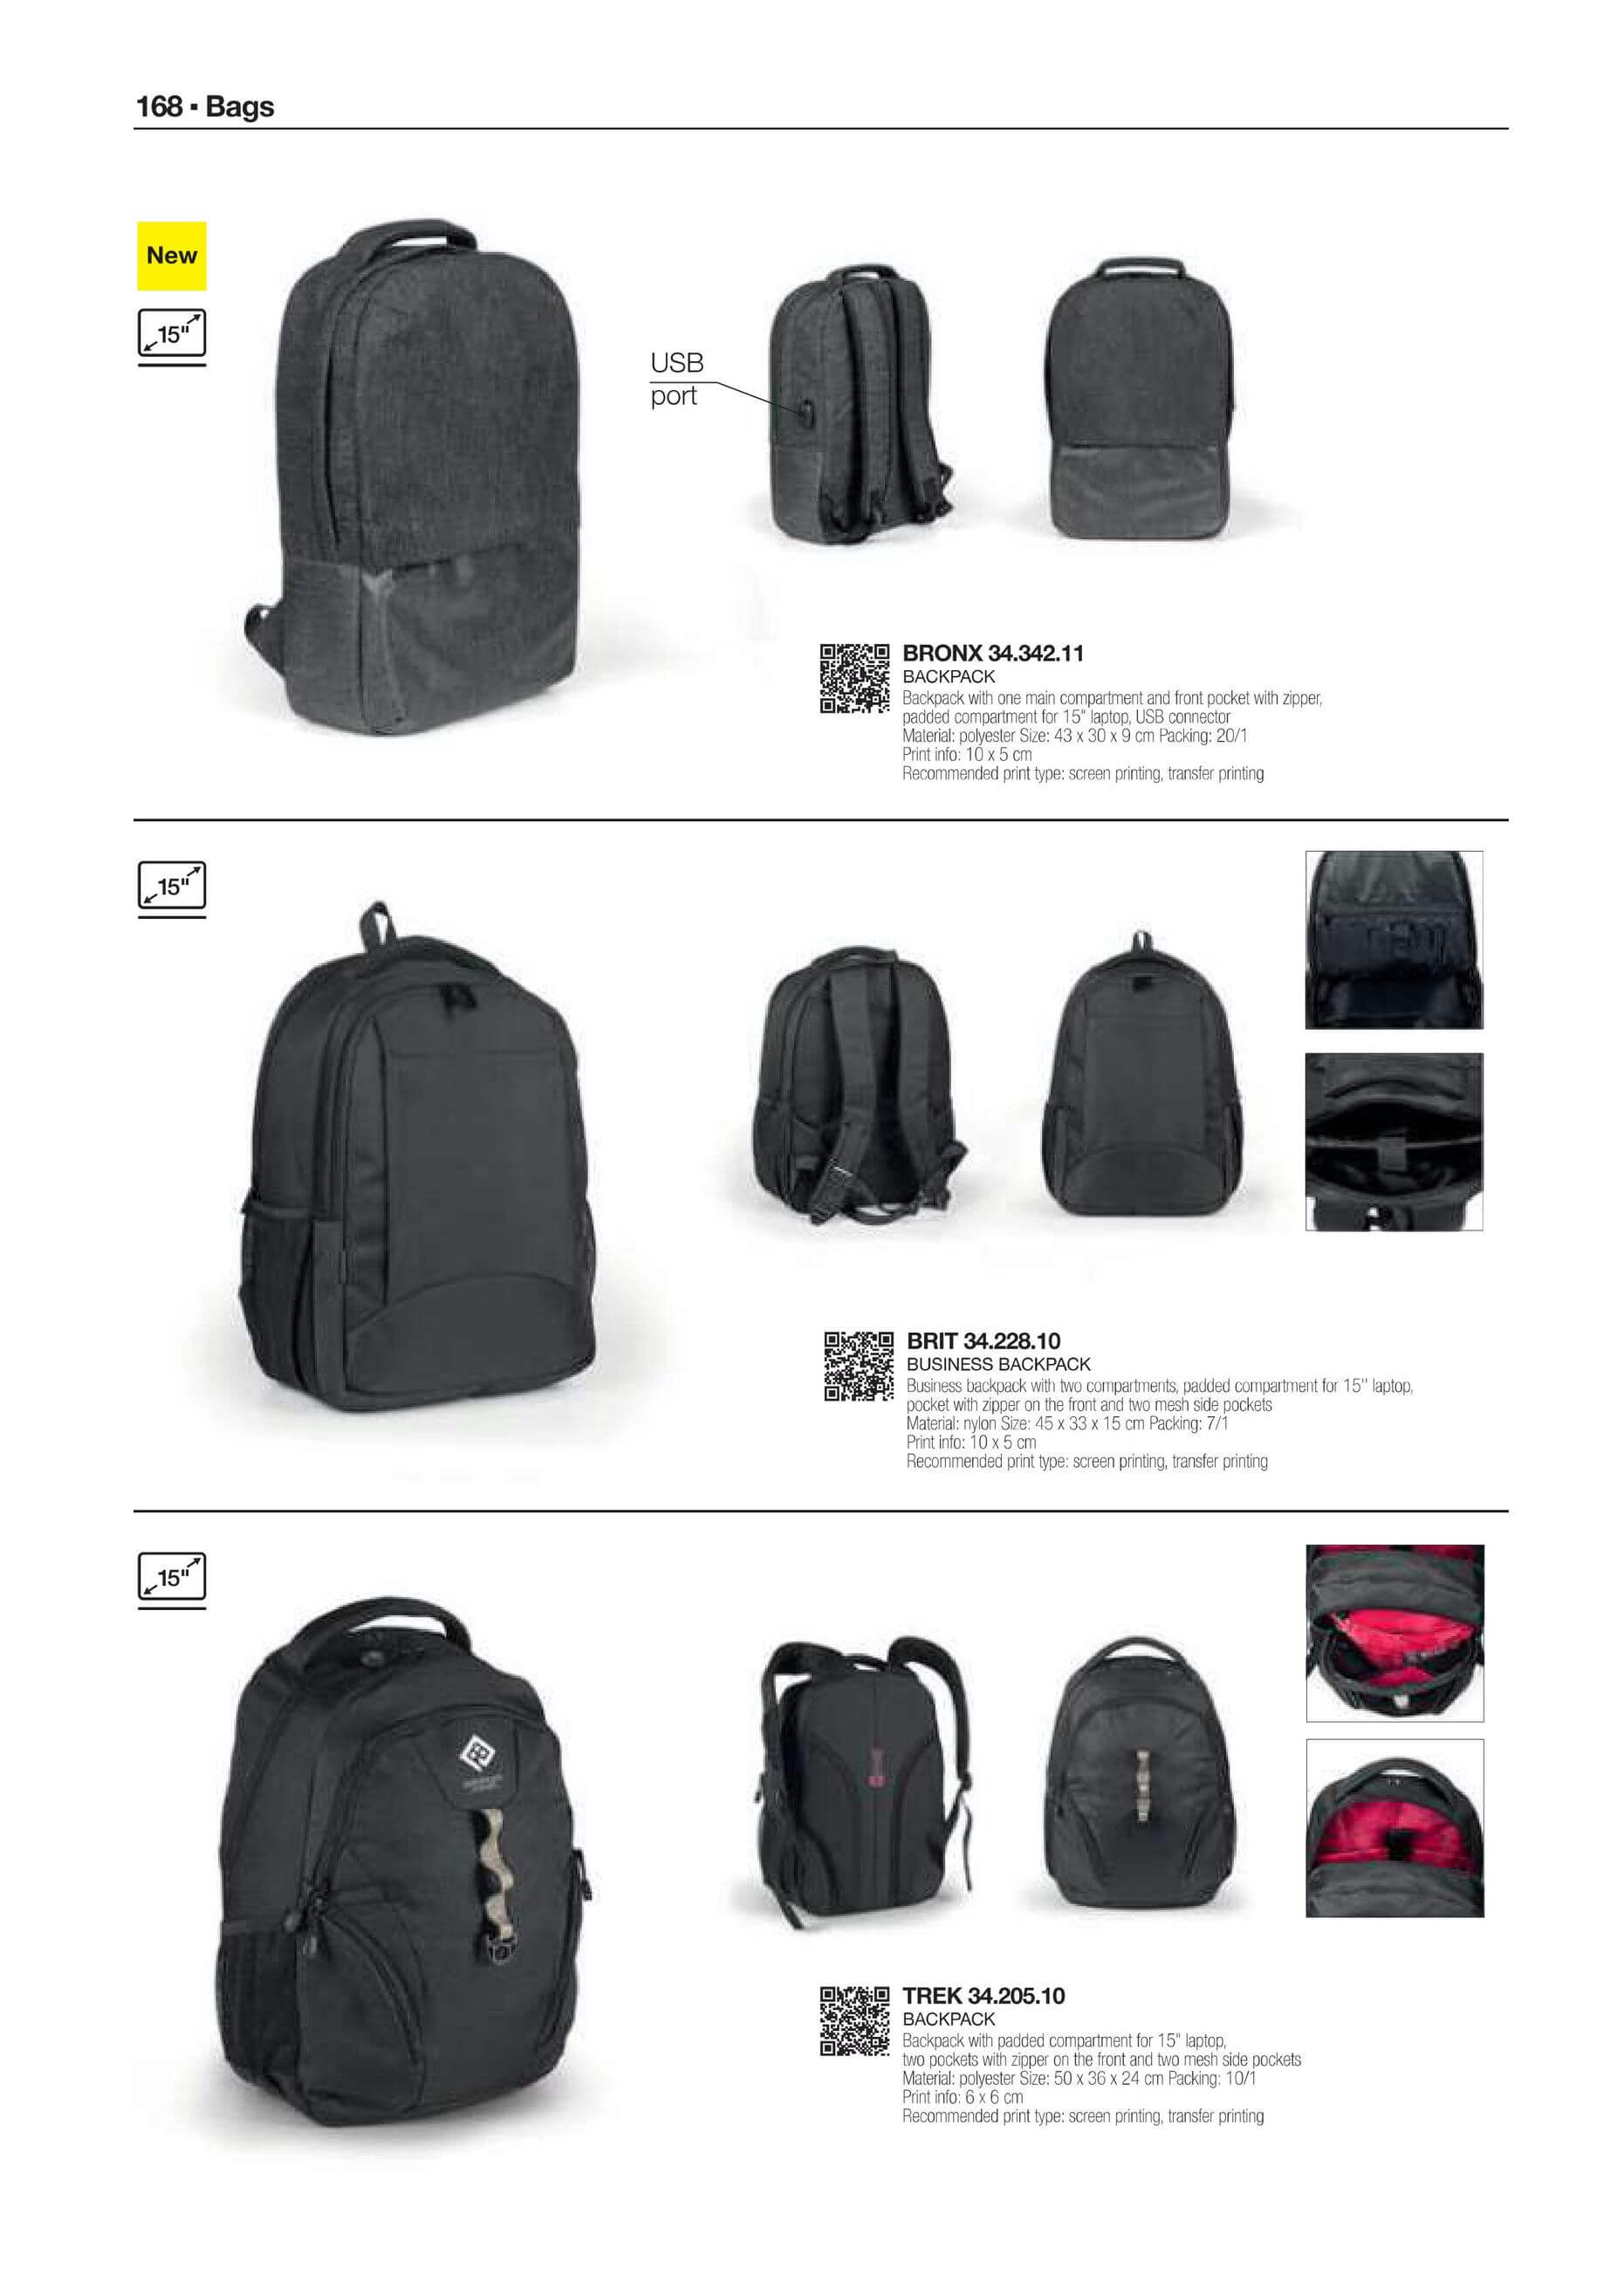 168 ▪ Bags
New
15"
USB
port
BRONX 34.342.11
BACKPACK
Backpack with one main compartment and front pocket with zipper,
padded compartment for 15" laptop, USB connector
Material: polyester Size: 43 x 30 x 9 cm Packing: 20/1
Print info: 10 x 5 cm
Recommended print type: screen printing, transfer printing
15"
BRIT 34.228.10
BUSINESS BACKPACK
Business backpack with two compartments, padded compartment for 15" laptop,
pocket with zipper on the front and two mesh side pockets
Material: nylon Size: 45 x 33 x 15 cm Packing: 7/1
Print info: 10 x 5 cm
Recommended print type: screen printing, transfer printing
15"
TREK 34.205.10
BACKPACK
Backpack with padded compartment for 15" laptop,
two pockets with zipper on the front and two mesh side pockets
Material: polyester Size: 50 x 36 x 24 cm Packing: 10/1
Print info: 6 x 6 cm
Recommended print type: screen printing, transfer printing